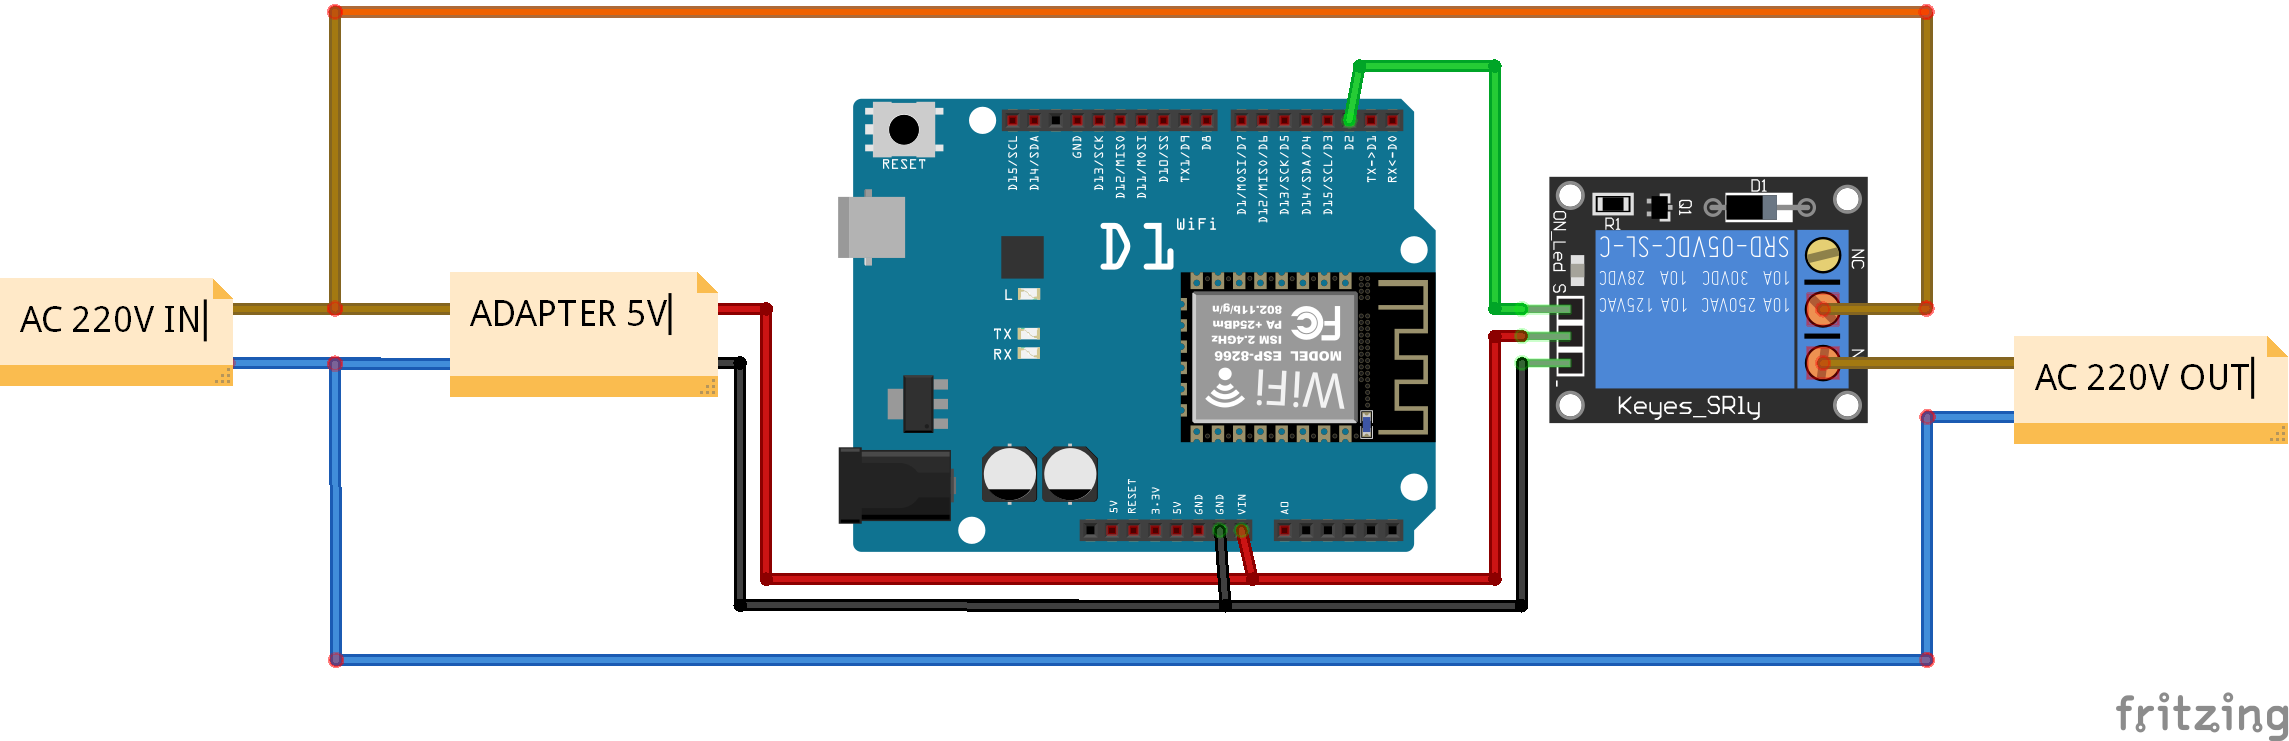 AC 220V IN
ADAPTER 5V
RESET
D15/SCL
D14/SDA
GND
D13/SCK
D12/MISO
D11/MOSI
D10/SS
TX1/D9
D8
D1/MOSI/D7
D12/MISO/D6
D13/SCK/D5
D14/SDA/D4
D15/SCL/D3
D2
TX->D1
RX<-D0
D1
WiFi
L
TX
RX
WiFi
MODEL ESP-8266
ISM 2.4GHz
PA +25dBm
802.11b/g/n
FC
5V
RESET
3.3V
5V
GND
GND
VIN
A0
ON_Led
S
-
R1
Q1
D1
SRD-05VDC-SL-C
10A 30VDC 10A 28VDC
10A 250VAC 10A 125VAC
NC
N
Keyes_SRly
AC 220V OUT
fritzing